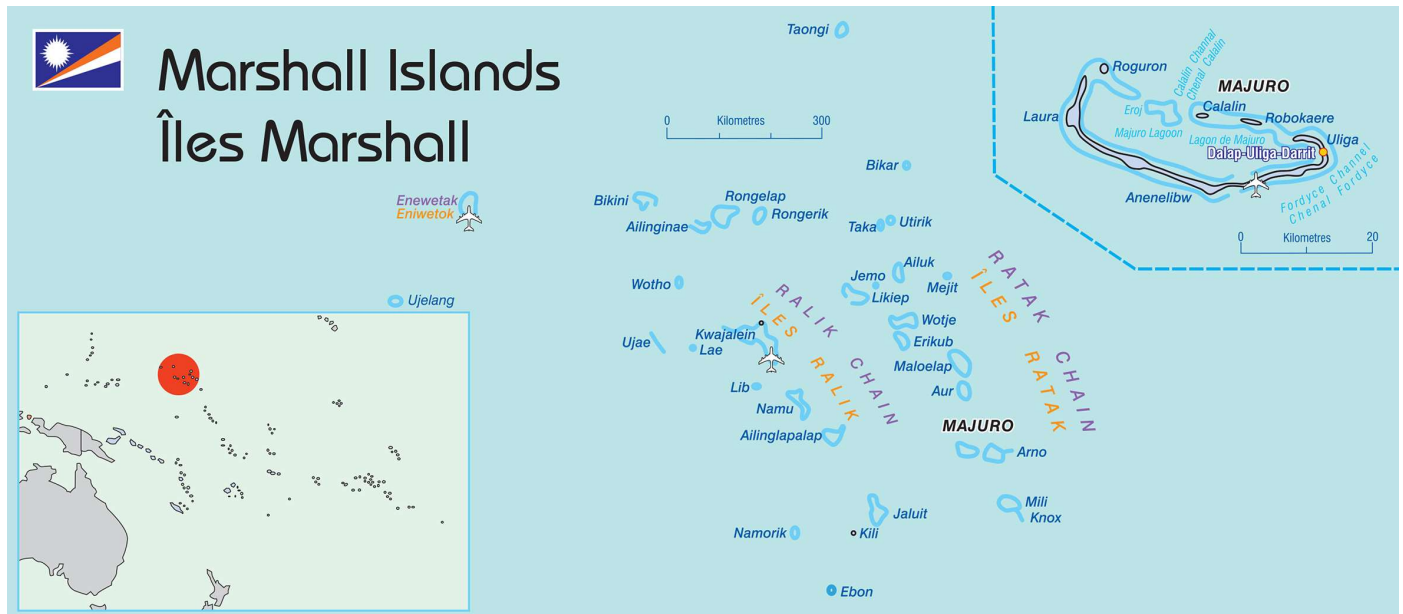 Marshall Islands
Îles Marshall
Taongi
0 Kilometres 300
Bikar
Enewetak
Eniwetok
Bikini
Rongelap
Rongerik
Ailinginae
Taka
Utirik
Ujelang
Wotho
Jemo
Ailuk
Mejit
Likiep
Ujae
Kwajalein
Lae
Wotje
Erikub
Maloelap
Aur
Lib
Namu
Ailinglapalap
RALIK CHAIN
ÎLES RALIK
RATAK CHAIN
ÎLES RATAK
MAJURO
Arno
Mili
Knox
Jaluit
Namorik
Kili
Ebon
Roguron
Calalin Channal
Chenal Calalin
MAJURO
Laura
Eroj
Calalin
Robokaere
Majuro Lagoon
Lagon de Majuro
Uliga
Dalap-Uliga-Darrit
Anenelibw
Fordyce Channel
Chenal Fordyce
0 Kilometres 20